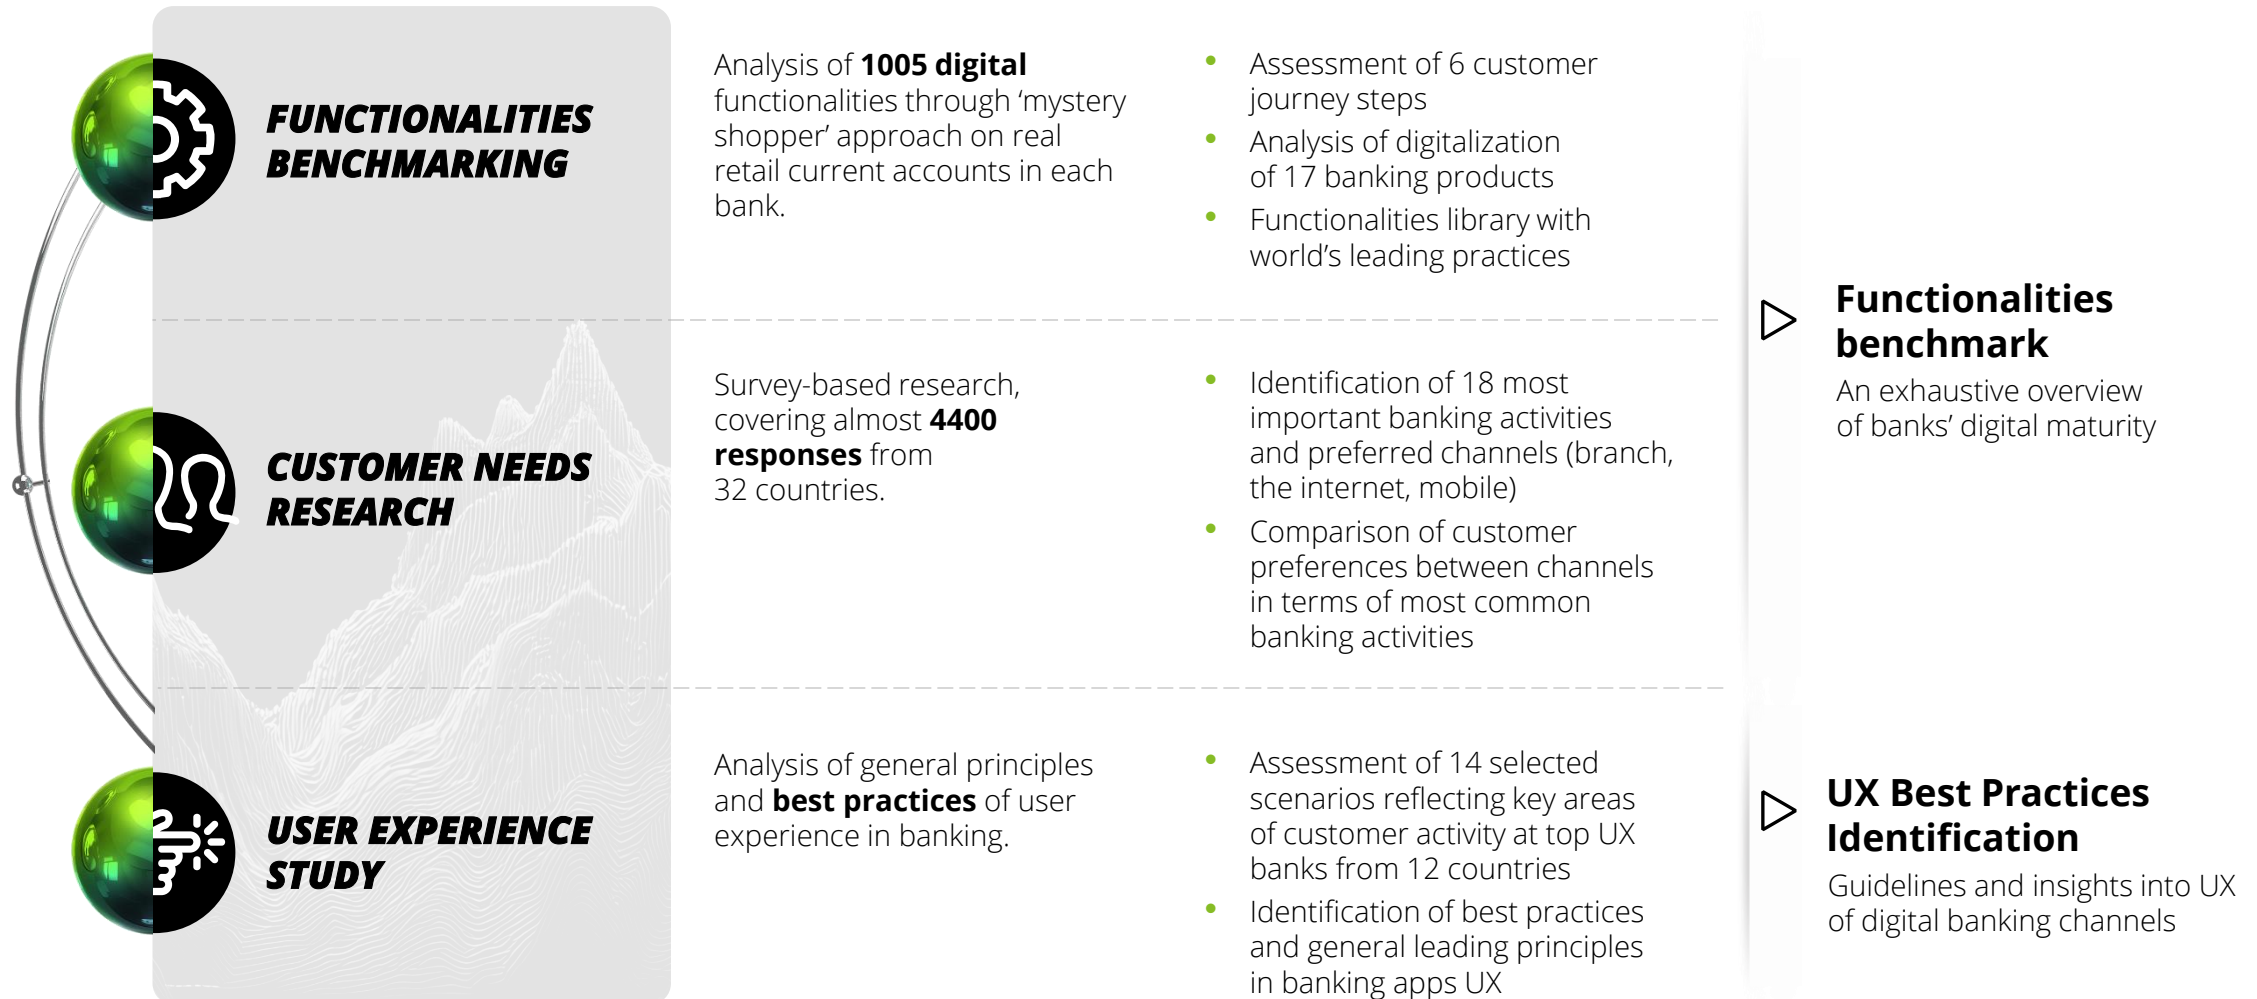 FUNCTIONALITIES
BENCHMARKING
Analysis of 1005 digital
functionalities through ‘mystery
shopper’ approach on real
retail current accounts in each
bank.
• Assessment of 6 customer
journey steps
• Analysis of digitalization
of 17 banking products
• Functionalities library with
world’s leading practices
CUSTOMER NEEDS
RESEARCH
Survey-based research,
covering almost 4400
responses from
32 countries.
• Identification of 18 most
important banking activities
and preferred channels (branch,
the internet, mobile)
• Comparison of customer
preferences between channels
in terms of most common
banking activities
Functionalities
benchmark
An exhaustive overview
of banks’ digital maturity
USER EXPERIENCE
STUDY
Analysis of general principles
and best practices of user
experience in banking.
• Assessment of 14 selected
scenarios reflecting key areas
of customer activity at top UX
banks from 12 countries
• Identification of best practices
and general leading principles
in banking apps UX
UX Best Practices
Identification
Guidelines and insights into UX
of digital banking channels